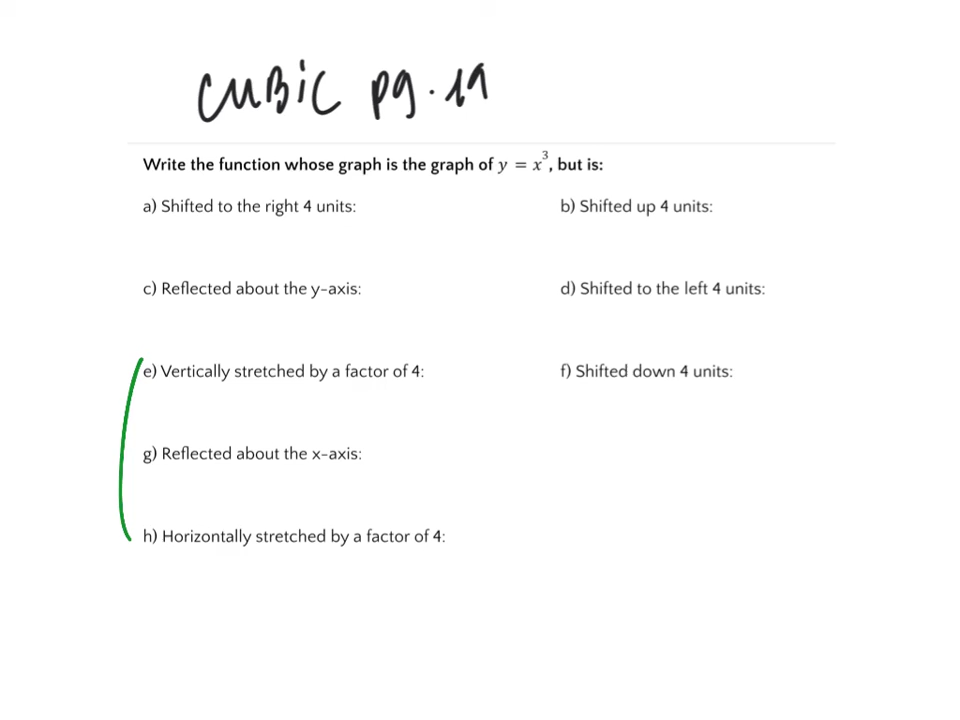 cuBic pg. 19
Write the function whose graph is the graph of y = x³, but is:
a) Shifted to the right 4 units:
b) Shifted up 4 units:
c) Reflected about the y-axis:
d) Shifted to the left 4 units:
e) Vertically stretched by a factor of 4:
f) Shifted down 4 units:
g) Reflected about the x-axis:
h) Horizontally stretched by a factor of 4: